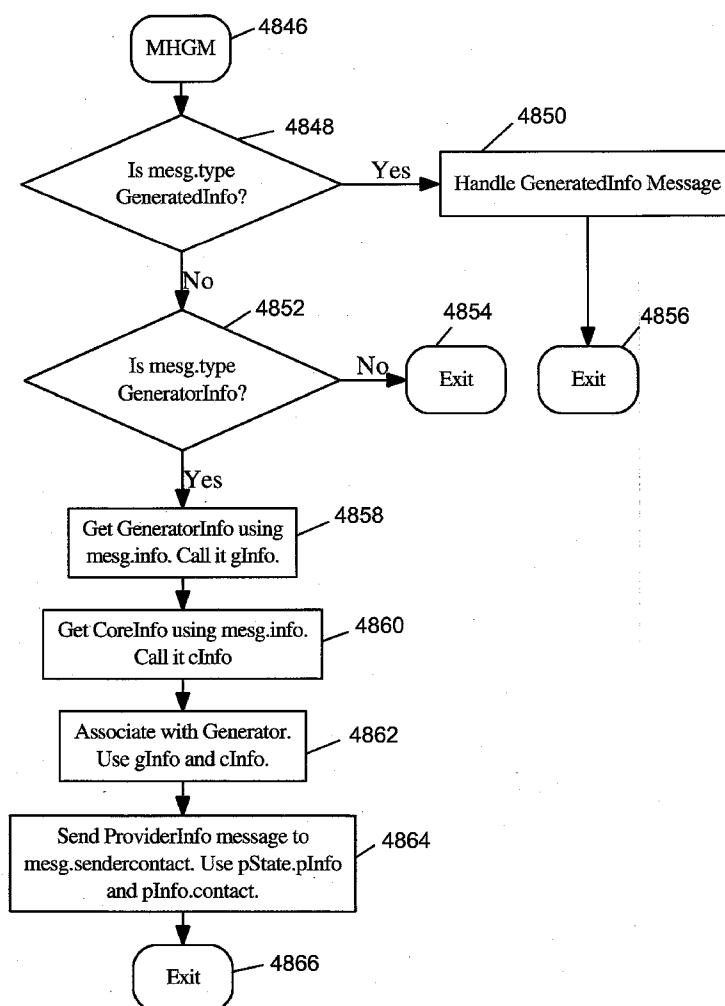 4846
MHGM
4848
4850
Is mesg.type
GeneratedInfo?
Yes
Handle GeneratedInfo Message
No
4852
4854
4856
Is mesg.type
GeneratorInfo?
No
Exit
Exit
Yes
4858
Get GeneratorInfo using
mesg.info. Call it gInfo.
4860
Get CoreInfo using mesg.info.
Call it cInfo
4862
Associate with Generator.
Use gInfo and cInfo.
4864
Send ProviderInfo message to
mesg.sendercontact. Use pState.pInfo
and pInfo.contact.
Exit
4866